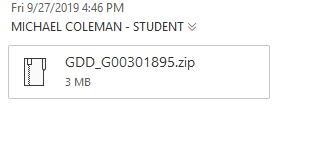 Fri 9/27/2019 4:46 PM
MICHAEL COLEMAN - STUDENT
GDD_G00301895.zip
3 MB